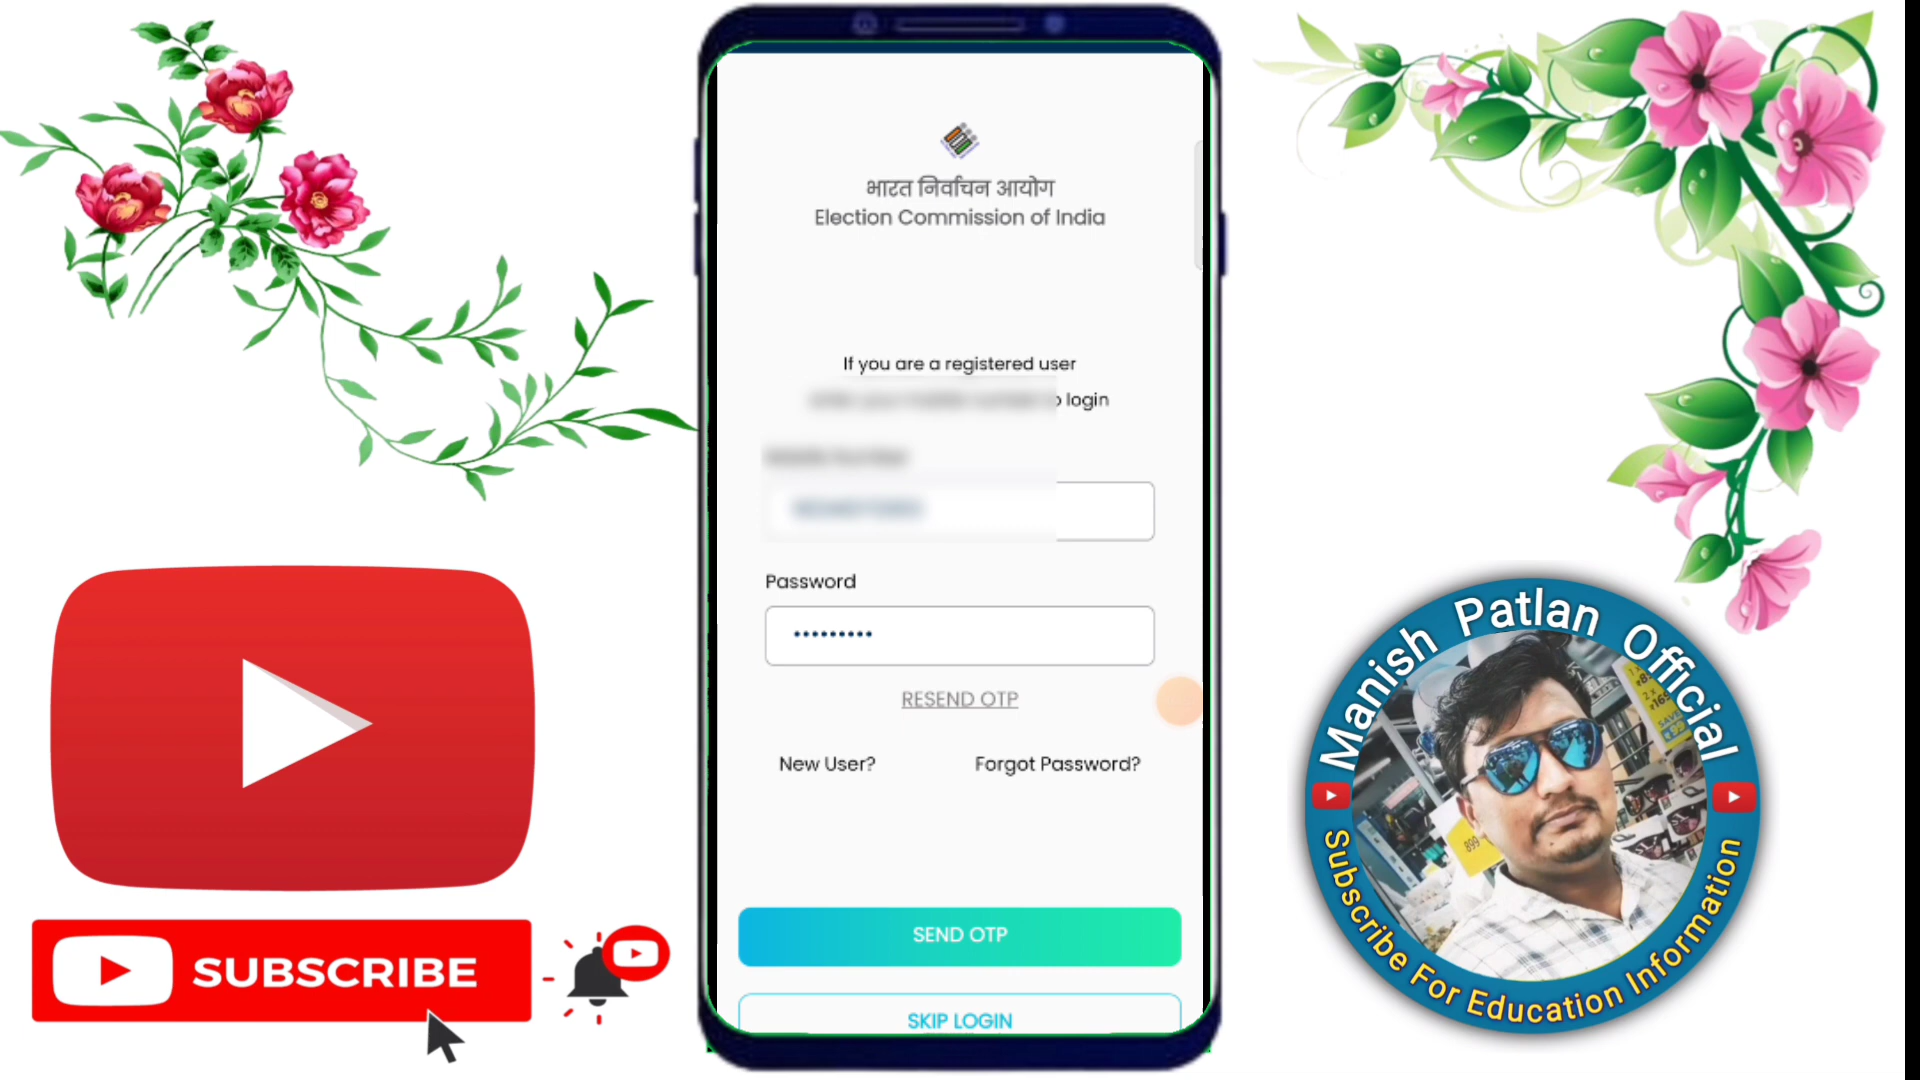 भारत निर्वाचन आयोग
Election Commission of India
If you are a registered user
login
Password
RESEND OTP
New User?
Forgot Password?
SEND OTP
SKIP LOGIN
SUBSCRIBE
Manish Patlan Official
899
Subscribe For Education Information